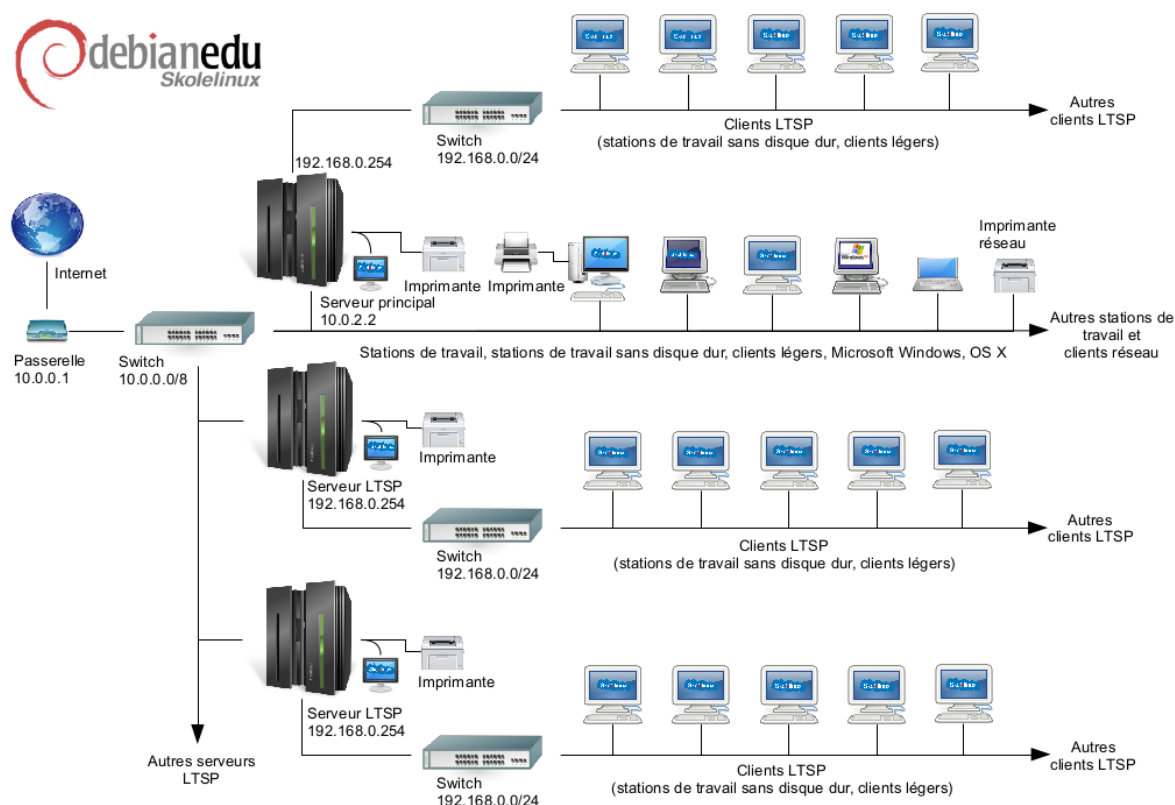 debianedu
Skolelinux
Switch
192.168.0.0/24
Clients LTSP
(stations de travail sans disque dur, clients légers)
Autres
clients LTSP
192.168.0.254
Internet
Passerelle
10.0.0.1
Switch
10.0.0.0/8
Serveur principal
10.0.2.2
Imprimante
Imprimante
Windows
Imprimante
réseau
Stations de travail, stations de travail sans disque dur, clients légers, Microsoft Windows, OS X
Autres stations de
travail et
clients réseau
Serveur LTSP
192.168.0.254
Imprimante
Switch
192.168.0.0/24
Clients LTSP
(stations de travail sans disque dur, clients légers)
Autres
clients LTSP
Serveur LTSP
192.168.0.254
Imprimante
Switch
192.168.0.0/24
Clients LTSP
(stations de travail sans disque dur, clients légers)
Autres
clients LTSP
Autres serveurs
LTSP